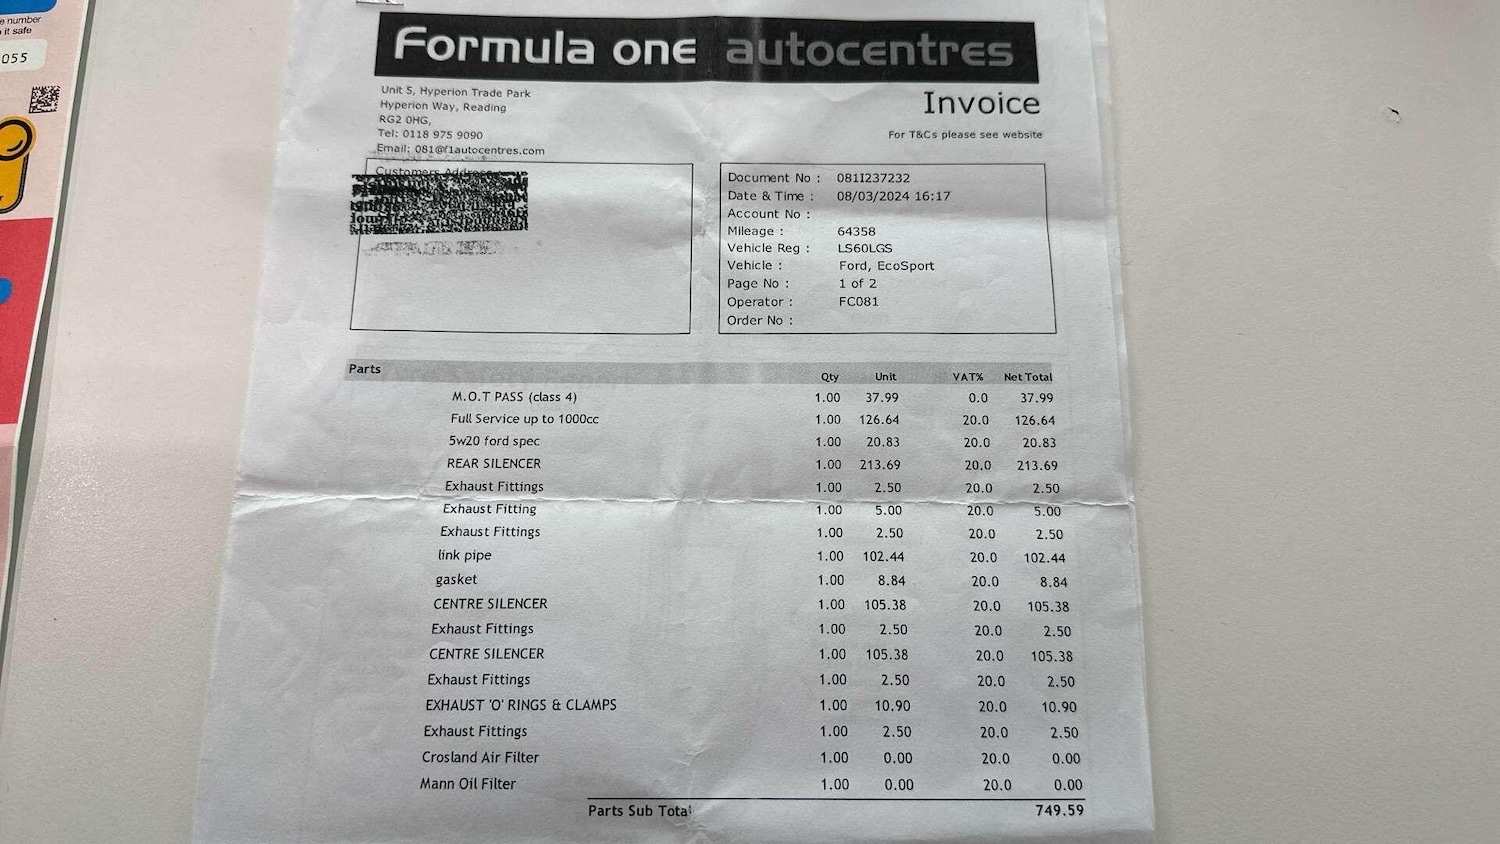 e number
it safe
055
Formula one autocentres
Unit 5, Hyperion Trade Park
Hyperion Way, Reading
RG2 0HG,
Tel: 0118 975 9090
Email: 081@f1autocentres.com
Invoice
For T&Cs please see website
Customers Address
Document No : 081I237232
Date & Time : 08/03/2024 16:17
Account No :
Mileage : 64358
Vehicle Reg : LS60LGS
Vehicle : Ford, EcoSport
Page No : 1 of 2
Operator : FC081
Order No :
Parts Qty Unit VAT% Net Total
M.O.T PASS (class 4) 1.00 37.99 0.0 37.99
Full Service up to 1000cc 1.00 126.64 20.0 126.64
5w20 ford spec 1.00 20.83 20.0 20.83
REAR SILENCER 1.00 213.69 20.0 213.69
Exhaust Fittings 1.00 2.50 20.0 2.50
Exhaust Fitting 1.00 5.00 20.0 5.00
Exhaust Fittings 1.00 2.50 20.0 2.50
link pipe 1.00 102.44 20.0 102.44
gasket 1.00 8.84 20.0 8.84
CENTRE SILENCER 1.00 105.38 20.0 105.38
Exhaust Fittings 1.00 2.50 20.0 2.50
CENTRE SILENCER 1.00 105.38 20.0 105.38
Exhaust Fittings 1.00 2.50 20.0 2.50
EXHAUST 'O' RINGS & CLAMPS 1.00 10.90 20.0 10.90
Exhaust Fittings 1.00 2.50 20.0 2.50
Crosland Air Filter 1.00 0.00 20.0 0.00
Mann Oil Filter 1.00 0.00 20.0 0.00
Parts Sub Total 749.59